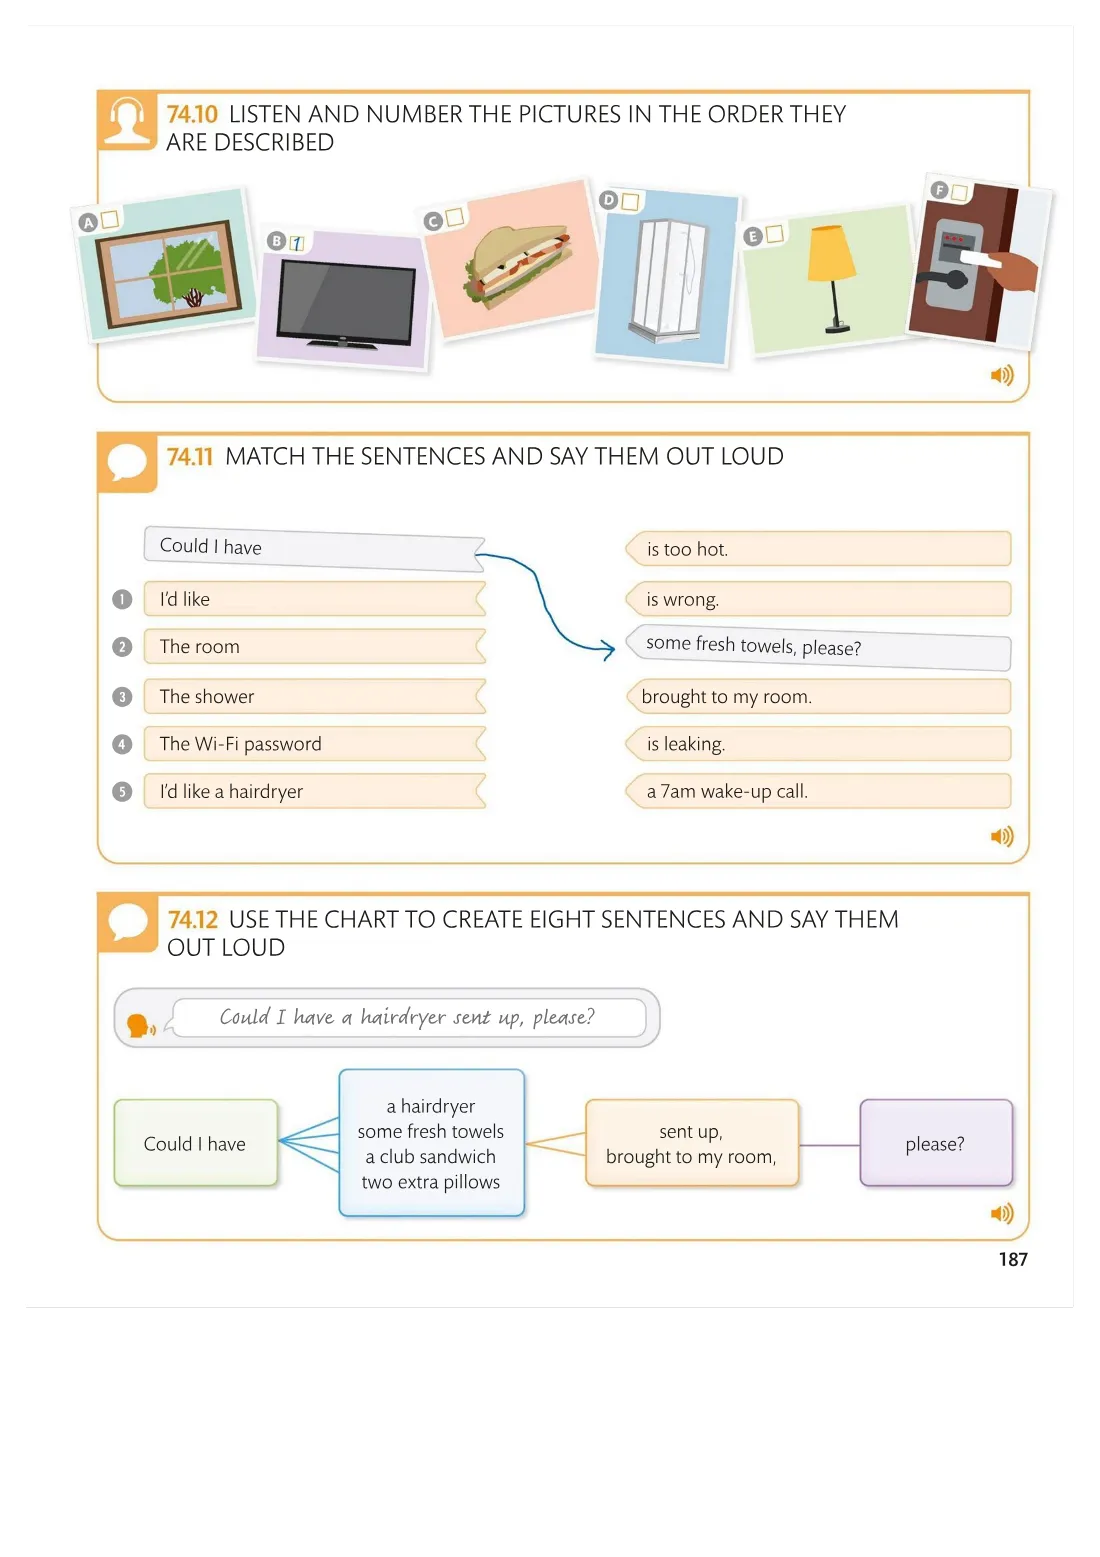 74.10 LISTEN AND NUMBER THE PICTURES IN THE ORDER THEY
ARE DESCRIBED
A
B 1
C
D
E
F
74.11 MATCH THE SENTENCES AND SAY THEM OUT LOUD
Could I have
is too hot.
1 I'd like
is wrong.
2 The room
some fresh towels, please?
3 The shower
brought to my room.
4 The Wi-Fi password
is leaking.
5 I'd like a hairdryer
a 7am wake-up call.
74.12 USE THE CHART TO CREATE EIGHT SENTENCES AND SAY THEM
OUT LOUD
Could I have a hairdryer sent up, please?
Could I have
a hairdryer
some fresh towels
a club sandwich
two extra pillows
sent up,
brought to my room,
please?
187